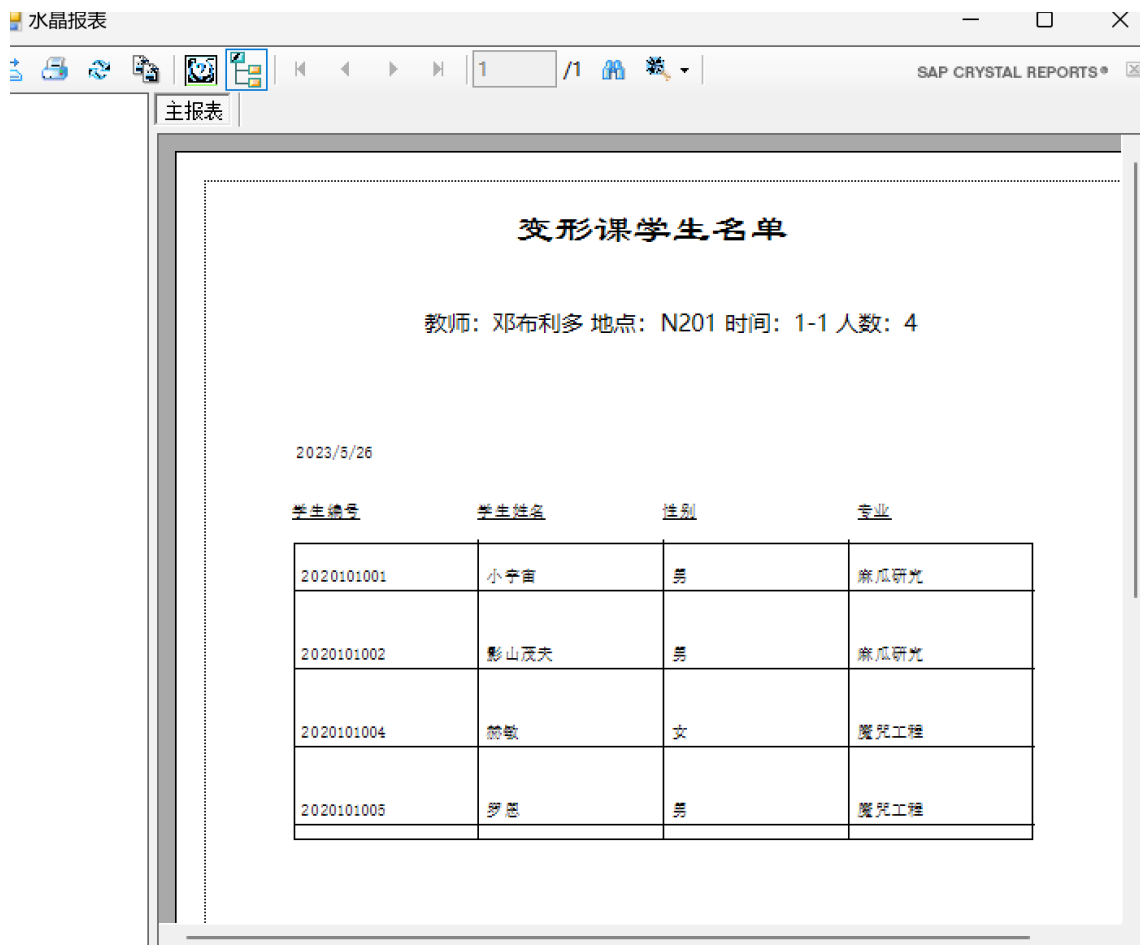 水晶报表
1 /1 SAP CRYSTAL REPORTS®
主报表
变形课学生名单
教师：邓布利多 地点：N201 时间：1-1 人数：4
2023/5/26
学生编号 学生姓名 性别 专业
2020101001 小宇宙 男 麻瓜研究
2020101002 影山茂夫 男 麻瓜研究
2020101004 赫敏 女 魔咒工程
2020101005 罗恩 男 魔咒工程